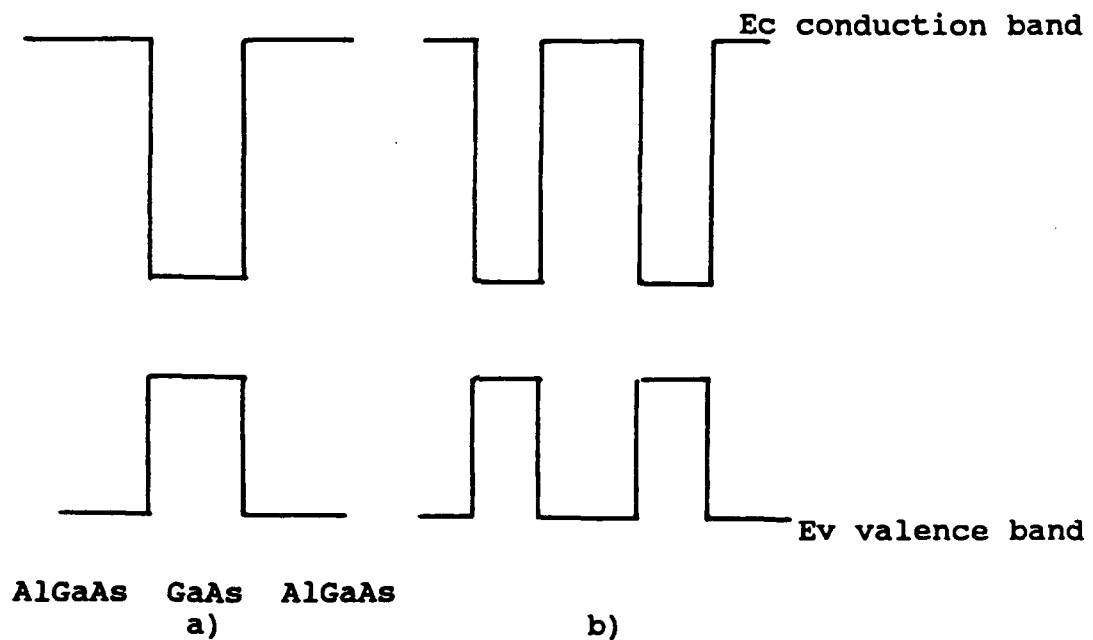 Ec conduction band
Ev valence band
AlGaAs GaAs AlGaAs
a) b)